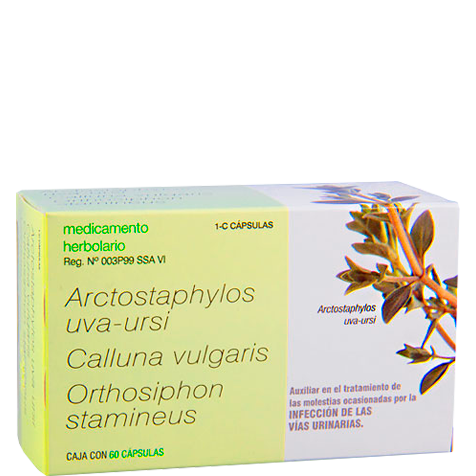 medicamento
herbolario
Reg. Nº 003P99 SSA VI
1-C CÁPSULAS
Arctostaphylos
uva-ursi
Calluna vulgaris
Orthosiphon
stamineus
CAJA CON 60 CÁPSULAS
Arctostaphylos
uva-ursi
Auxiliar en el tratamiento de
las molestias ocasionadas por la
INFECCIÓN DE LAS
VÍAS URINARIAS.